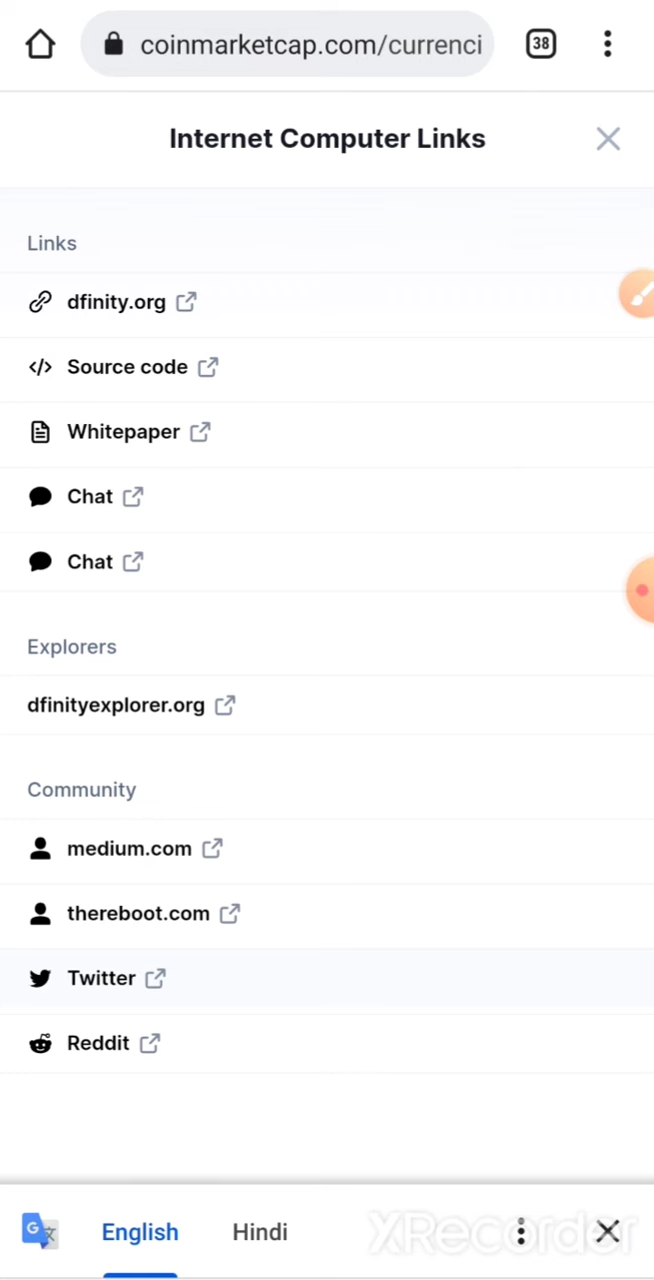 coinmarketcap.com/currenci
38
Internet Computer Links
Links
dfinity.org
</> Source code
Whitepaper
Chat
Chat
Explorers
dfinityexplorer.org
Community
medium.com
thereboot.com
Twitter
Reddit
G 文 English Hindi
XRecorder